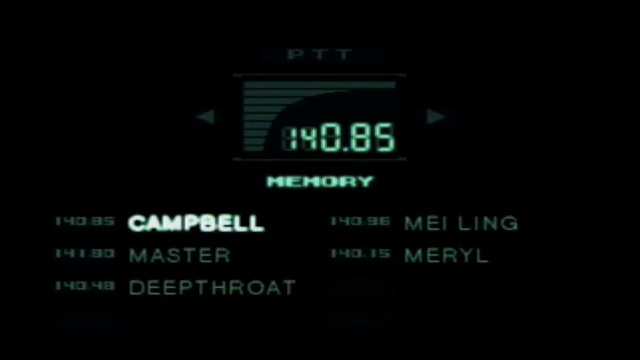 PTT
140.85
MEMORY
140.85 CAMPBELL 140.96 MEI LING
141.80 MASTER 140.15 MERYL
140.48 DEEPTHROAT